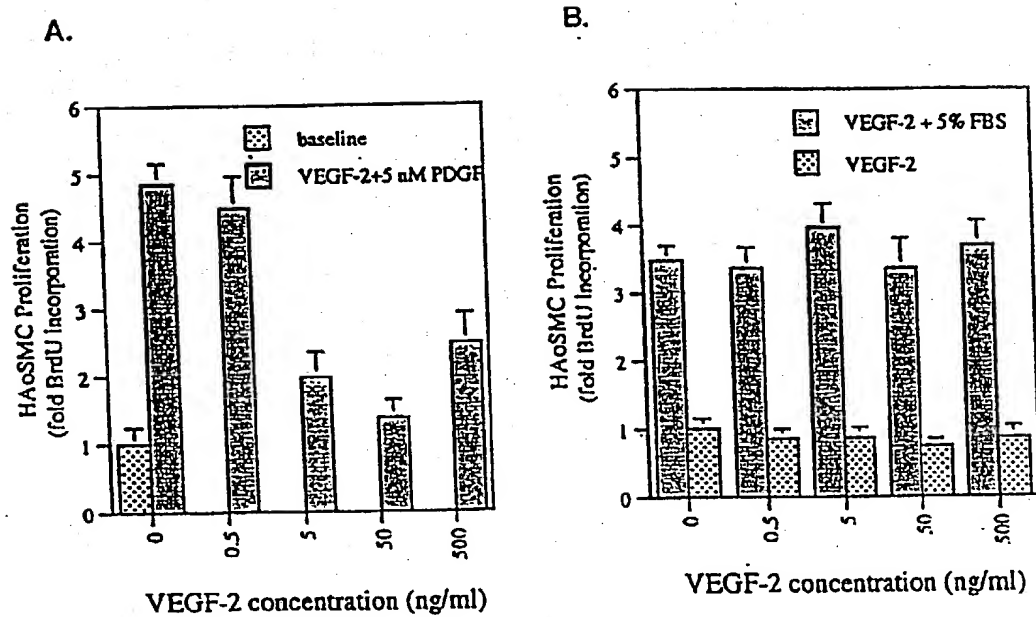 A.
6
5
4
3
2
1
0
HAoSMC Proliferation
(fold BrdU Incorporation)
baseline
VEGF-2+5 nM PDGF
0
0.5
5
50
500
VEGF-2 concentration (ng/ml)
B.
6
5
4
3
2
1
0
HAoSMC Proliferation
(fold BrdU Incorporation)
VEGF-2 + 5% FBS
VEGF-2
0
0.5
5
50
500
VEGF-2 concentration (ng/ml)